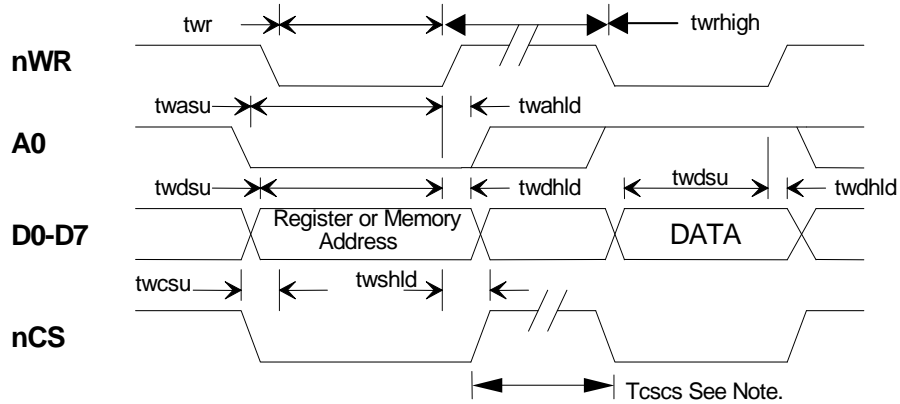 twr
twrhigh
nWR
twasu
twahld
A0
twdsu
twdhld
twdsu
twdhld
D0-D7
Register or Memory
Address
DATA
twcsu
twshld
nCS
Tcscs See Note.